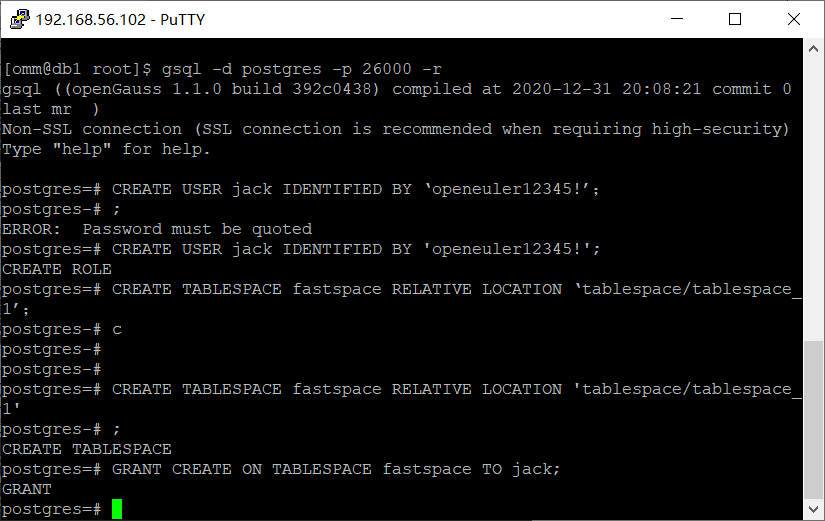 192.168.56.102 - PuTTY
[omm@db1 root]$ gsql -d postgres -p 26000 -r
gsql ((openGauss 1.1.0 build 392c0438) compiled at 2020-12-31 20:08:21 commit 0
last mr  )
Non-SSL connection (SSL connection is recommended when requiring high-security)
Type "help" for help.
postgres=# CREATE USER jack IDENTIFIED BY ‘openeuler12345!’;
postgres-# ;
ERROR:  Password must be quoted
postgres=# CREATE USER jack IDENTIFIED BY 'openeuler12345!';
CREATE ROLE
postgres=# CREATE TABLESPACE fastspace RELATIVE LOCATION ‘tablespace/tablespace_
1’;
postgres-# c
postgres-#
postgres-#
postgres=# CREATE TABLESPACE fastspace RELATIVE LOCATION 'tablespace/tablespace_
1'
postgres-# ;
CREATE TABLESPACE
postgres=# GRANT CREATE ON TABLESPACE fastspace TO jack;
GRANT
postgres=#